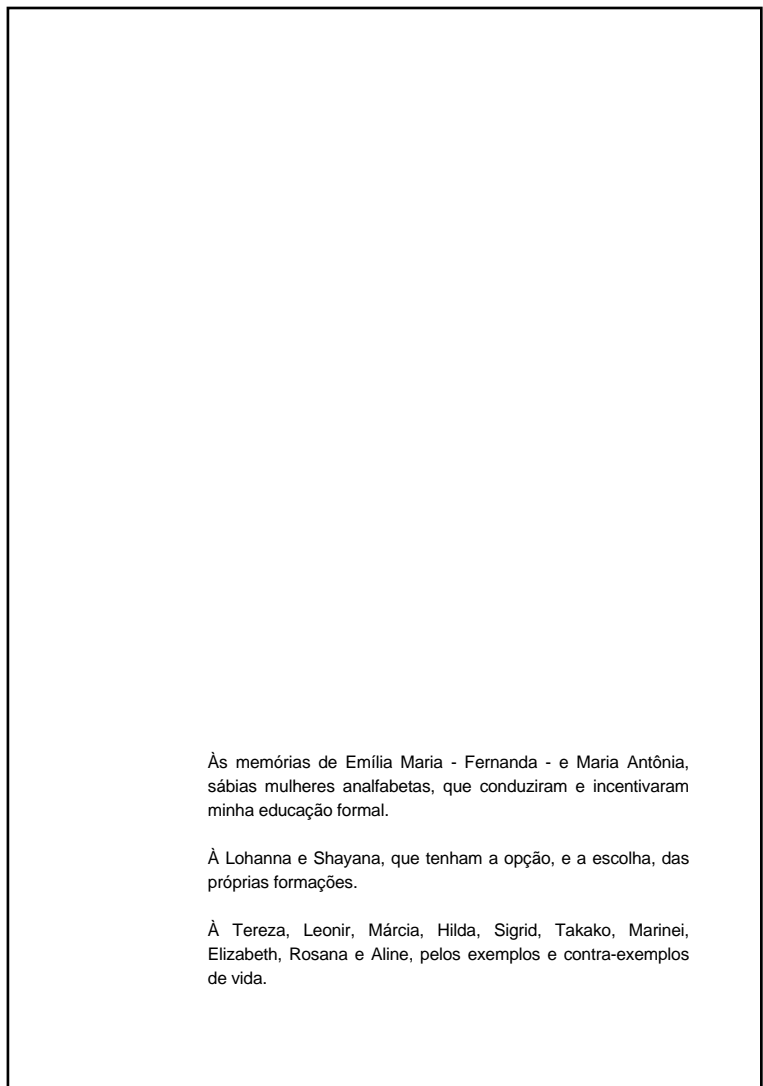 Às memórias de Emília Maria - Fernanda - e Maria Antônia,
sábias mulheres analfabetas, que conduziram e incentivaram
minha educação formal.
À Lohanna e Shayana, que tenham a opção, e a escolha, das
próprias formações.
À Tereza, Leonir, Márcia, Hilda, Sigrid, Takako, Marinei,
Elizabeth, Rosana e Aline, pelos exemplos e contra-exemplos
de vida.